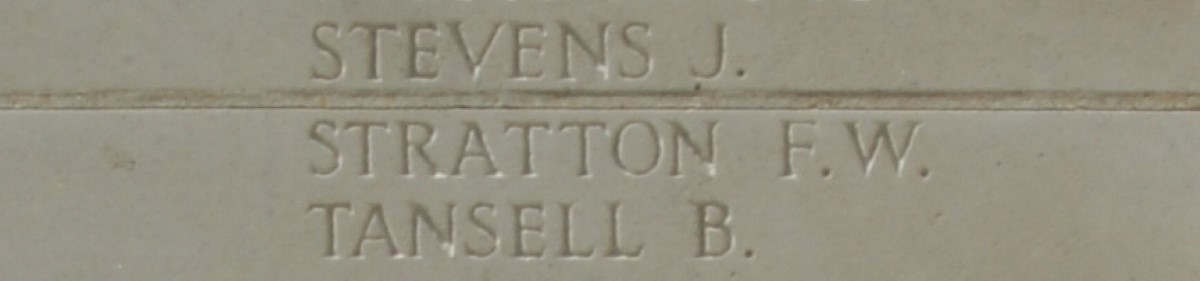 STEVENS J.
STRATTON F.W.
TANSELL B.